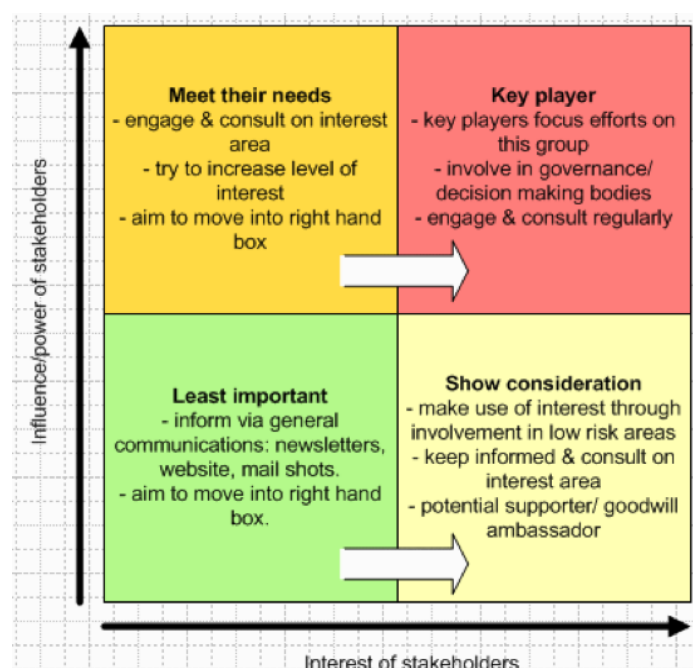 Influence/power of stakeholders
Meet their needs
- engage & consult on interest
area
- try to increase level of
interest
- aim to move into right hand
box
Key player
- key players focus efforts on
this group
- involve in governance/
decision making bodies
- engage & consult regularly
Least important
- inform via general
communications: newsletters,
website, mail shots.
- aim to move into right hand
box.
Show consideration
- make use of interest through
involvement in low risk areas
- keep informed & consult on
interest area
- potential supporter/ goodwill
ambassador
Interest of stakeholders